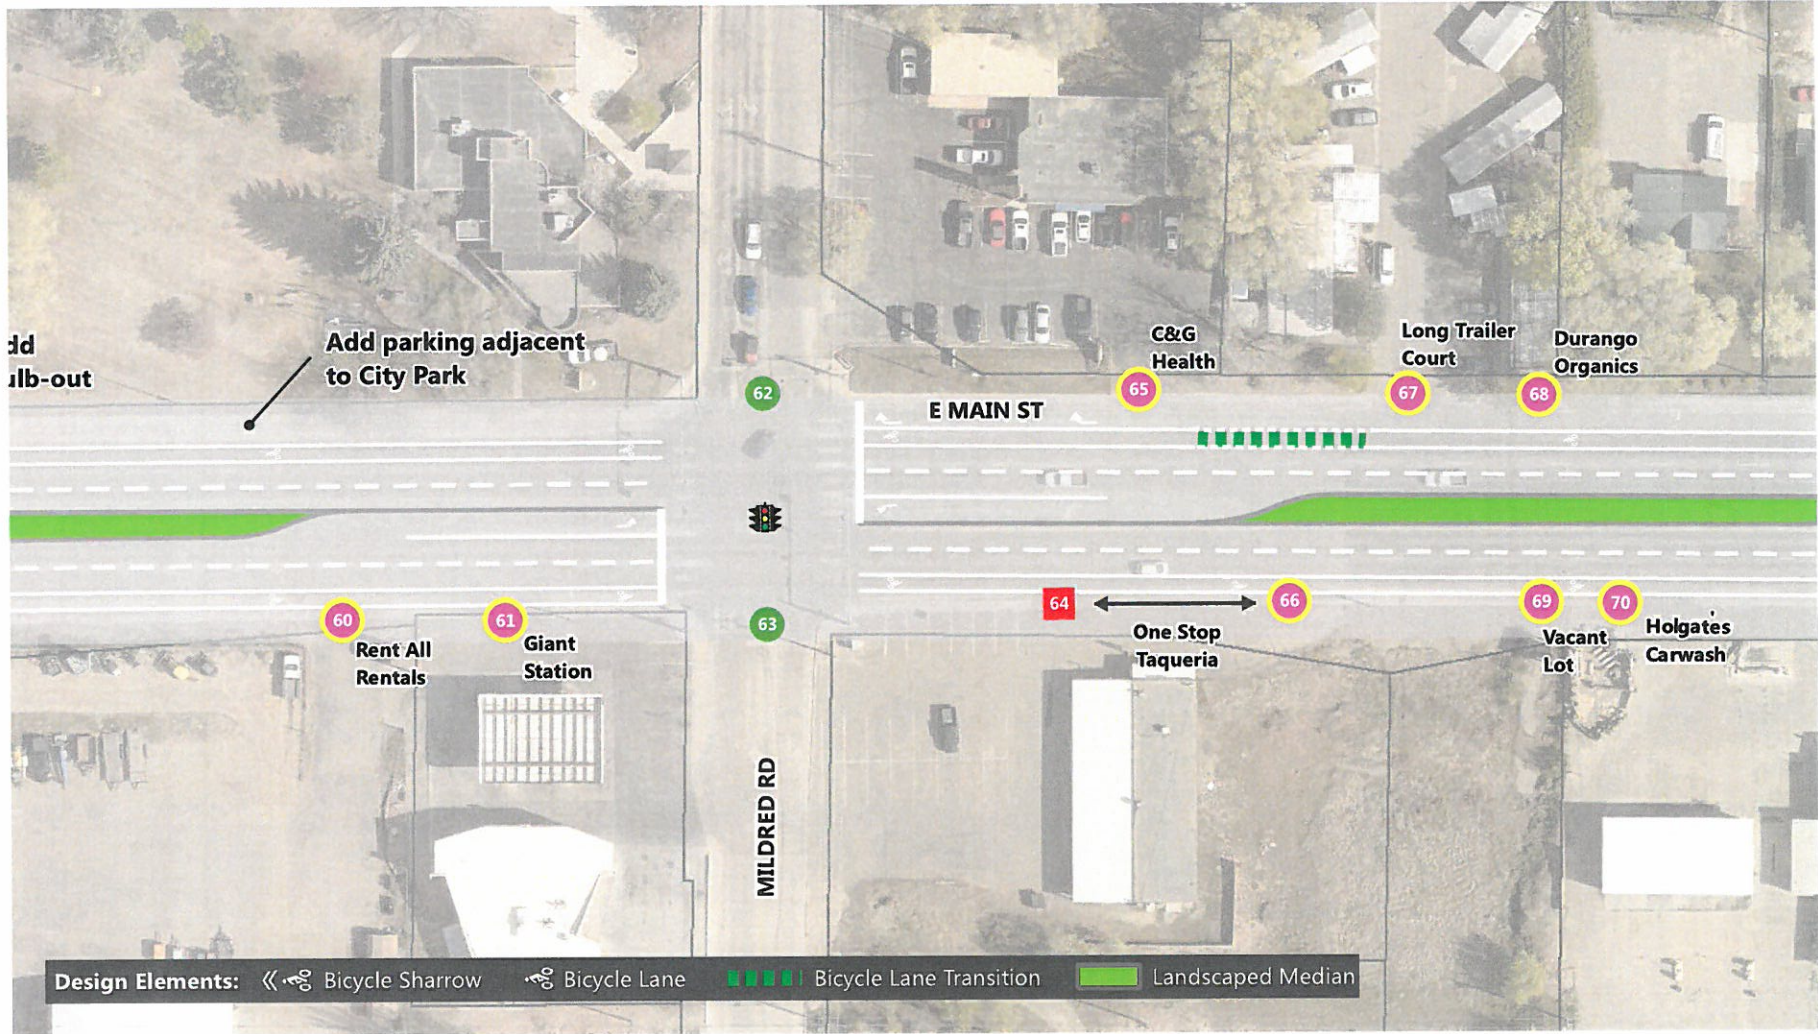 dd
ulb-out
Add parking adjacent
to City Park
62
E MAIN ST
65
C&G
Health
67
Long Trailer
Court
68
Durango
Organics
60
Rent All
Rentals
61
Giant
Station
63
64
66
One Stop
Taqueria
69
Vacant
Lot
70
Holgate's
Carwash
MILDRED RD
Design Elements: Bicycle Sharrow Bicycle Lane Bicycle Lane Transition Landscaped Median